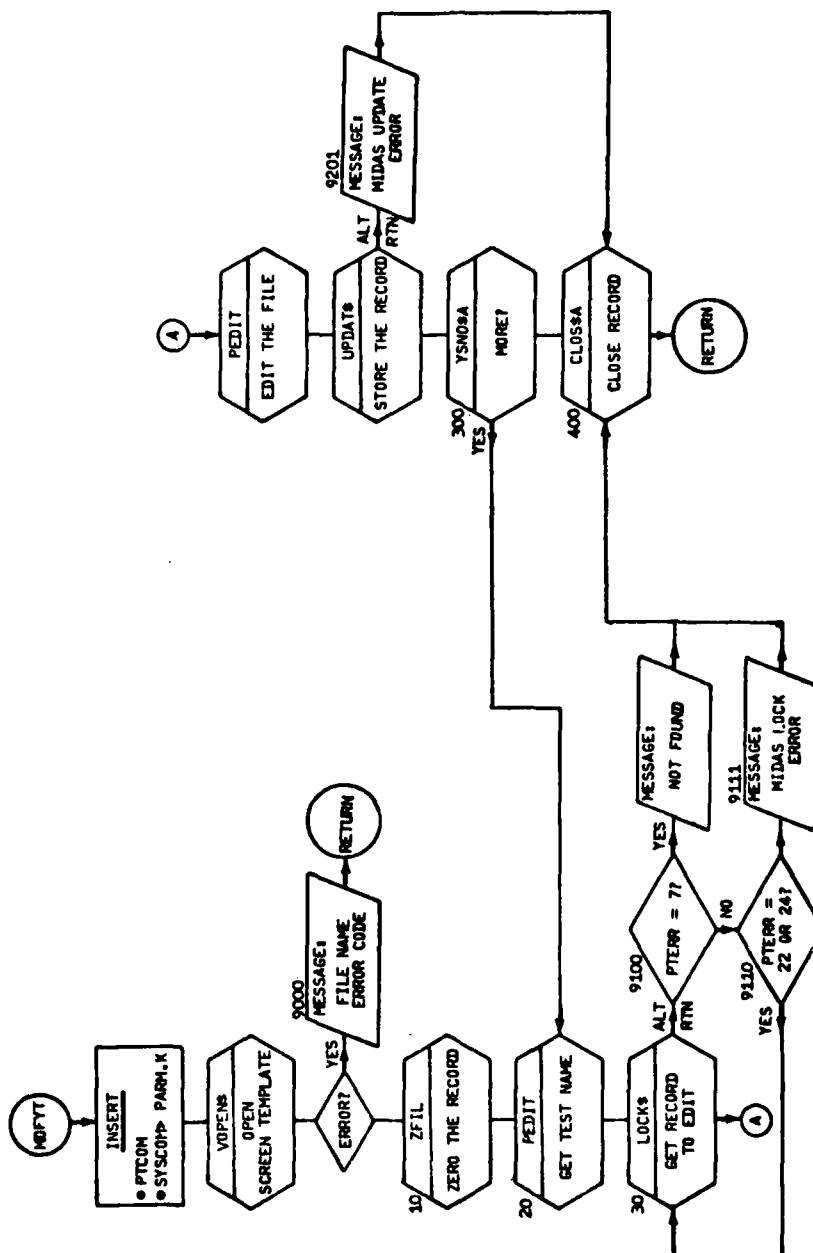 MDFYT
INSERT
• PTCOM
• SYSCOM> PARM.K
VOPEN$
OPEN
SCREEN TEMPLATE
ERROR?
YES
9000
MESSAGE:
FILE NAME
ERROR CODE
RETURN
10
ZFIL
ZERO THE RECORD
20
PEDIT
GET TEST NAME
30
LOCK$
GET RECORD
TO EDIT
ALT
RTN
A
9100
PTERR = 7?
YES
MESSAGE:
NOT FOUND
NO
9110
PTERR =
22 OR 24?
YES
9111
MESSAGE:
MIDAS LOCK
ERROR
A
PEDIT
EDIT THE FILE
UPDAT$
STORE THE RECORD
ALT
RTN
9201
MESSAGE:
MIDAS UPDATE
ERROR
300
YSNO$A
MORE?
YES
400
CLOS$A
CLOSE RECORD
RETURN